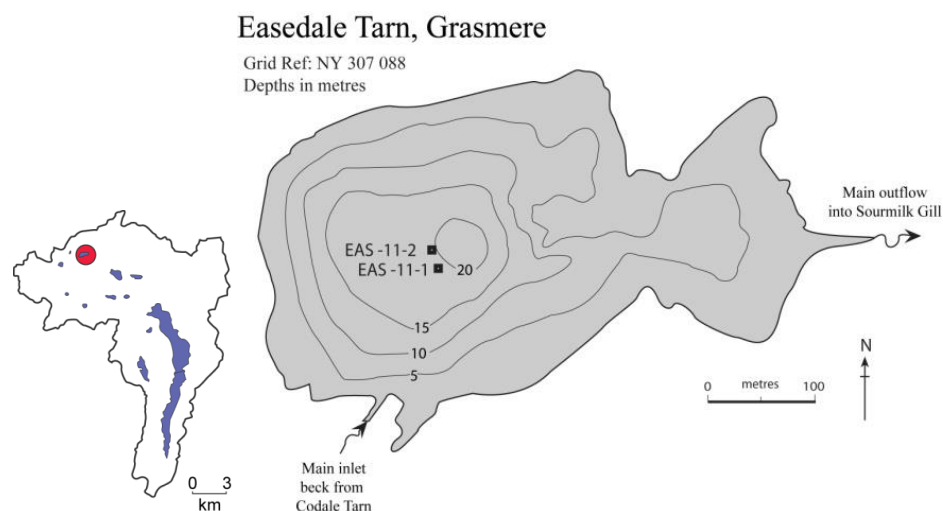 Easedale Tarn, Grasmere
Grid Ref: NY 307 088
Depths in metres
Main outflow
into Sourmilk Gill
EAS -11-2
EAS -11-1
20
15
10
5
N
0 metres 100
Main inlet
beck from
Codale Tarn
0 3
km